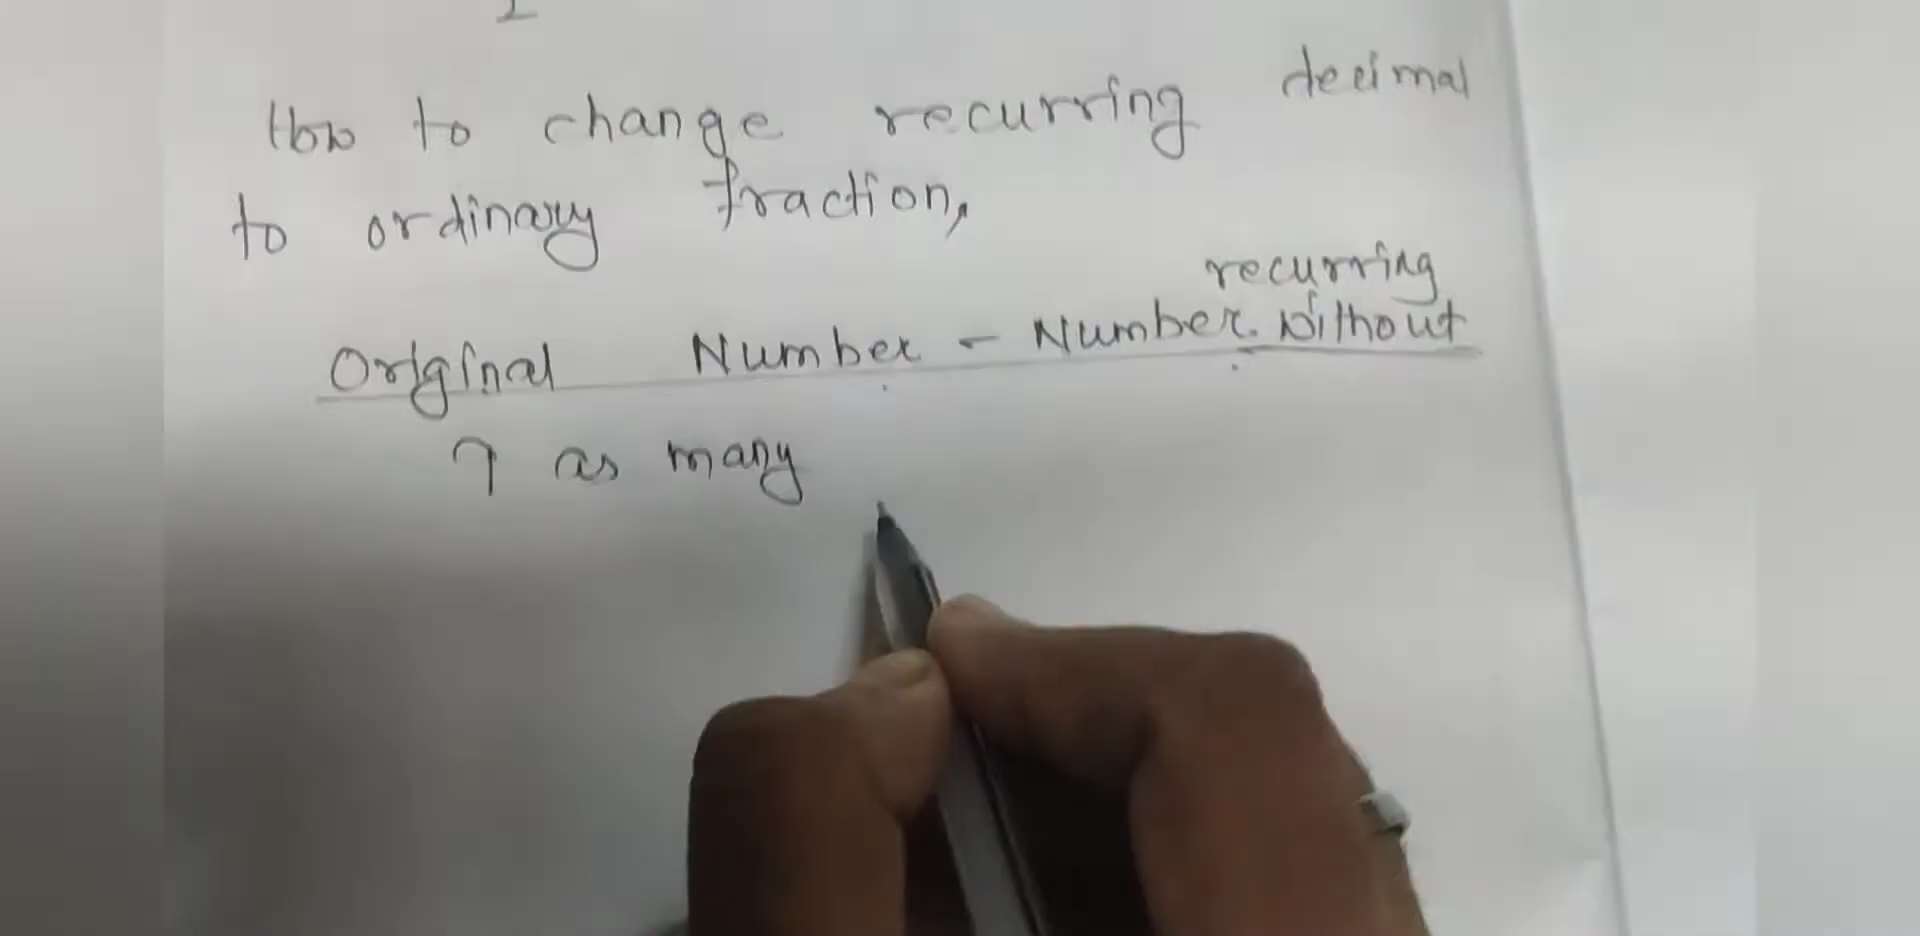 How to change recurring decimal
to ordinary fraction,
recurring
Original Number - Number without
9 as many